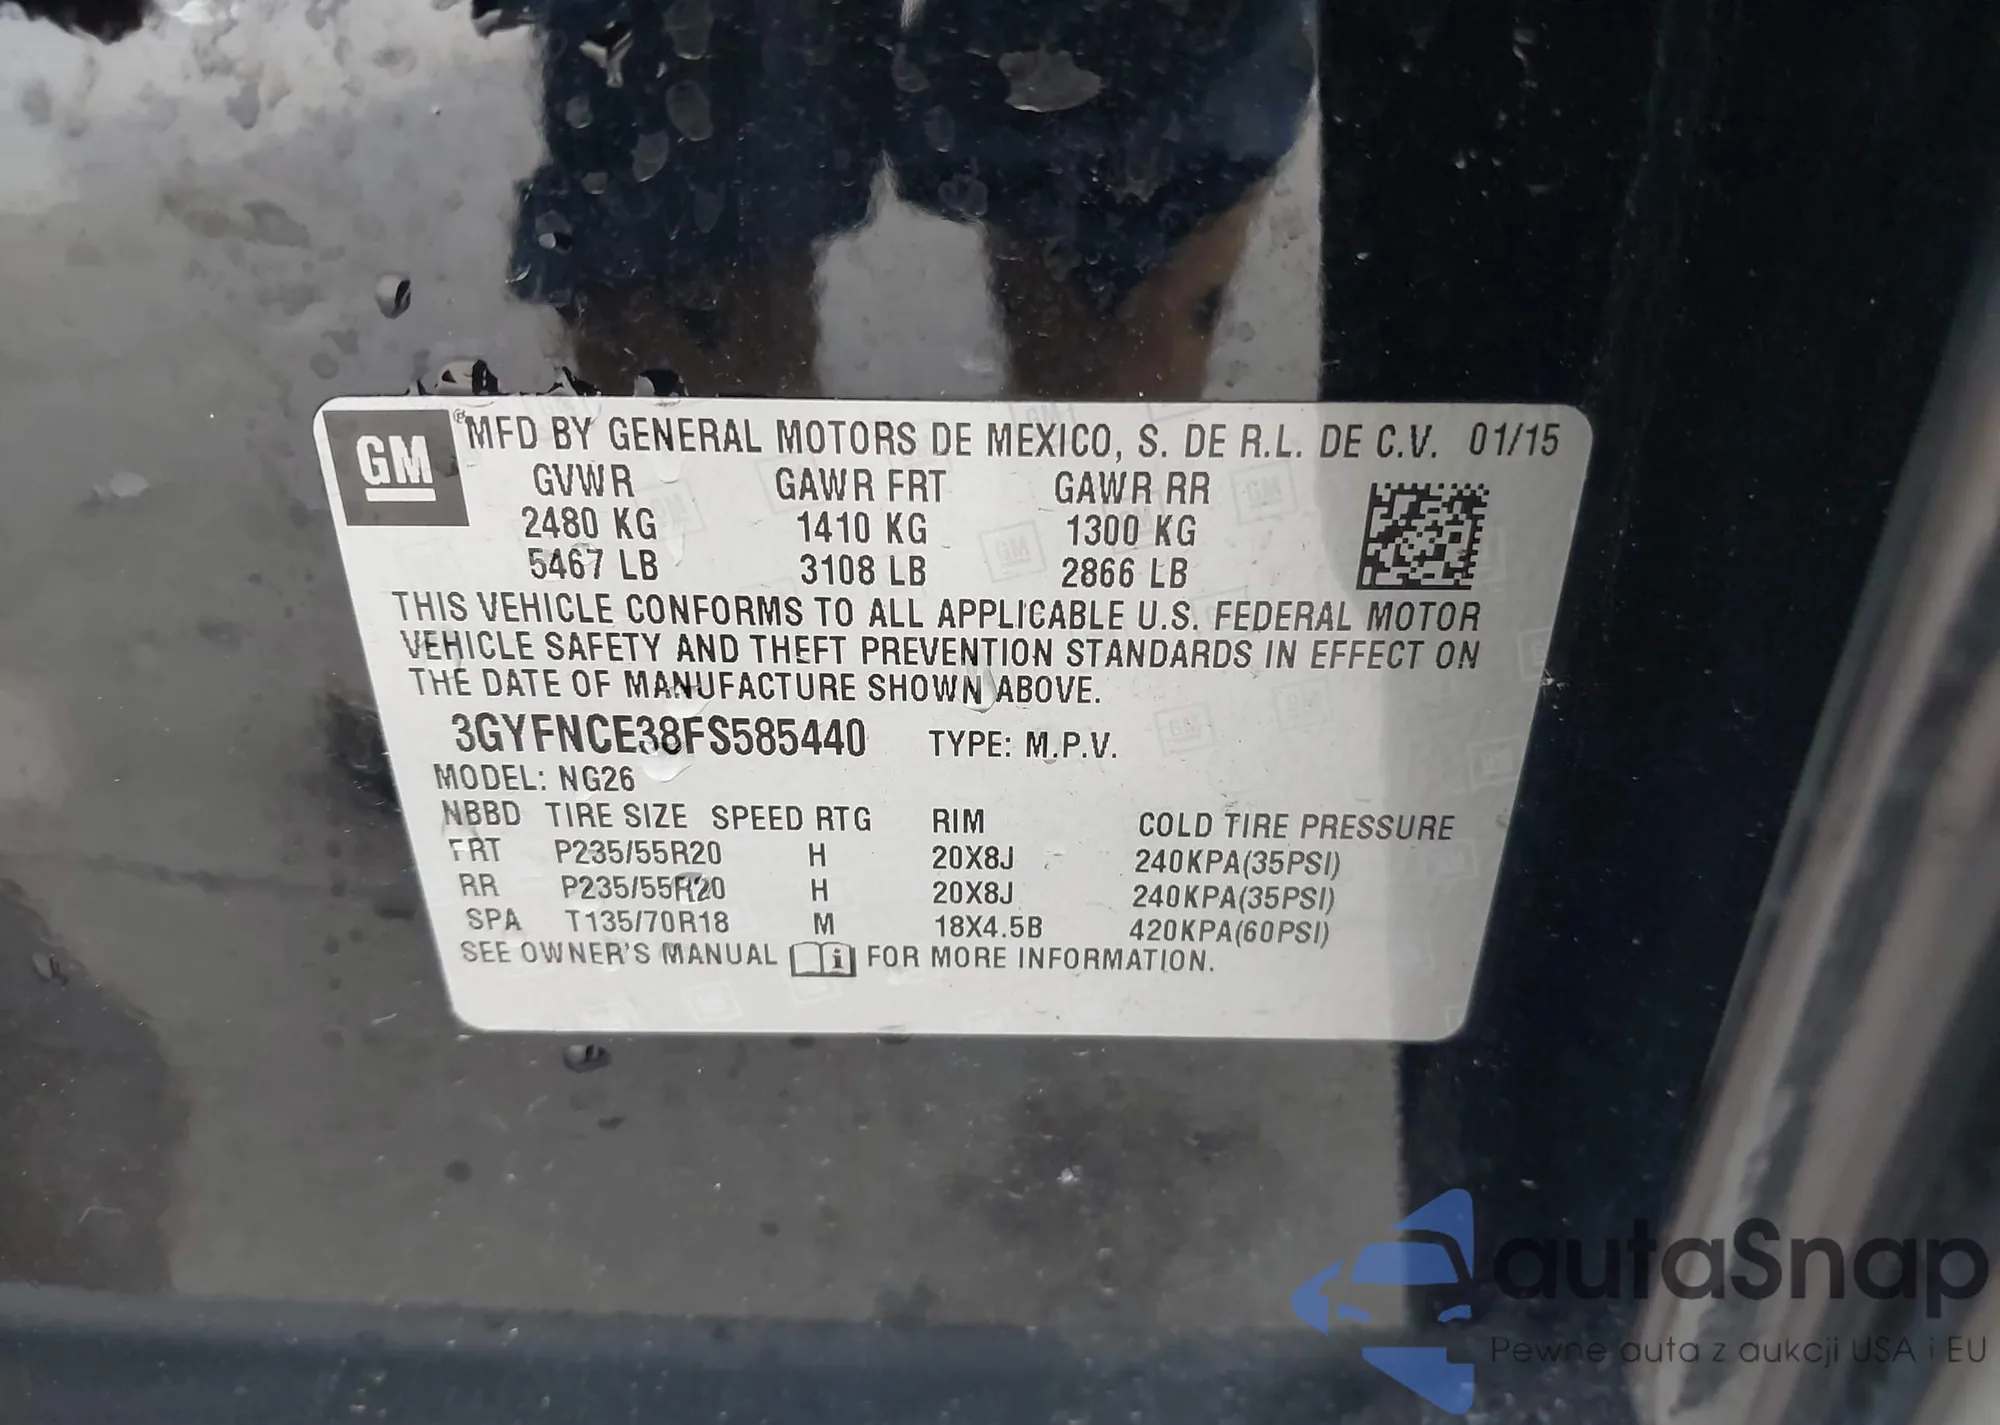 GM
MFD BY GENERAL MOTORS DE MEXICO, S. DE R.L. DE C.V. 01/15
GVWR GAWR FRT GAWR RR
2480 KG 1410 KG 1300 KG
5467 LB 3108 LB 2866 LB
THIS VEHICLE CONFORMS TO ALL APPLICABLE U.S. FEDERAL MOTOR
VEHICLE SAFETY AND THEFT PREVENTION STANDARDS IN EFFECT ON
THE DATE OF MANUFACTURE SHOWN ABOVE.
3GYFNCE38FS585440 TYPE: M.P.V.
MODEL: NG26
NBBD TIRE SIZE SPEED RTG RIM COLD TIRE PRESSURE
FRT P235/55R20 H 20X8J 240KPA(35PSI)
RR P235/55R20 H 20X8J 240KPA(35PSI)
SPA T135/70R18 M 18X4.5B 420KPA(60PSI)
SEE OWNER'S MANUAL FOR MORE INFORMATION.
autaSnap
Pewne auta z aukcji USA i EU